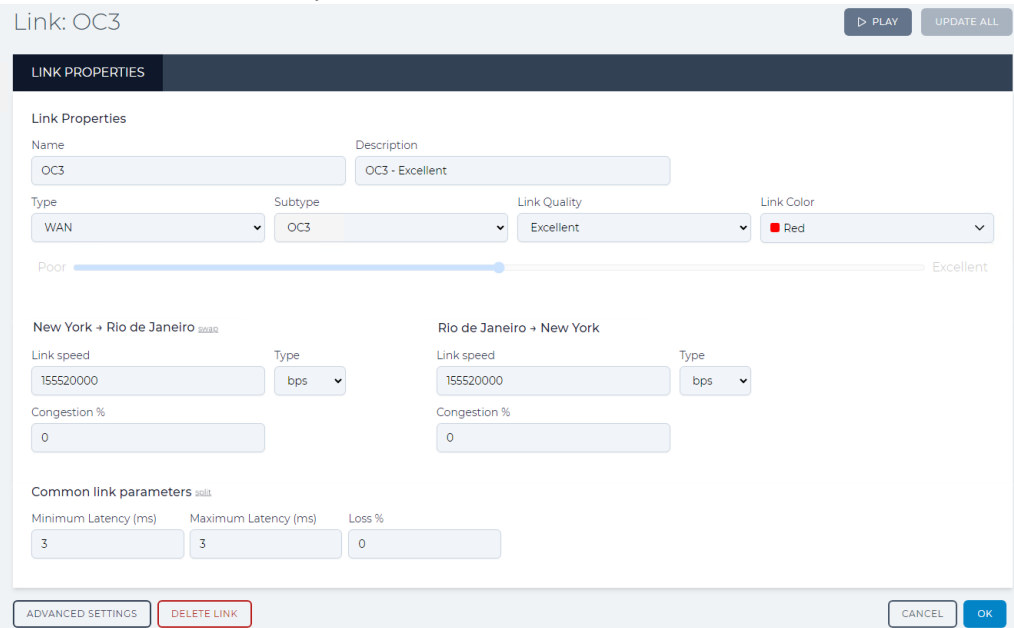 Link: OC3
PLAY
UPDATE ALL
LINK PROPERTIES
Link Properties
Name
Description
OC3
OC3 - Excellent
Type
Subtype
Link Quality
Link Color
WAN
OC3
Excellent
Red
Poor
Excellent
New York → Rio de Janeiro swap
Rio de Janeiro → New York
Link speed
Type
Link speed
Type
155520000
bps
155520000
bps
Congestion %
Congestion %
0
0
Common link parameters split
Minimum Latency (ms)
Maximum Latency (ms)
Loss %
3
3
0
ADVANCED SETTINGS
DELETE LINK
CANCEL
OK